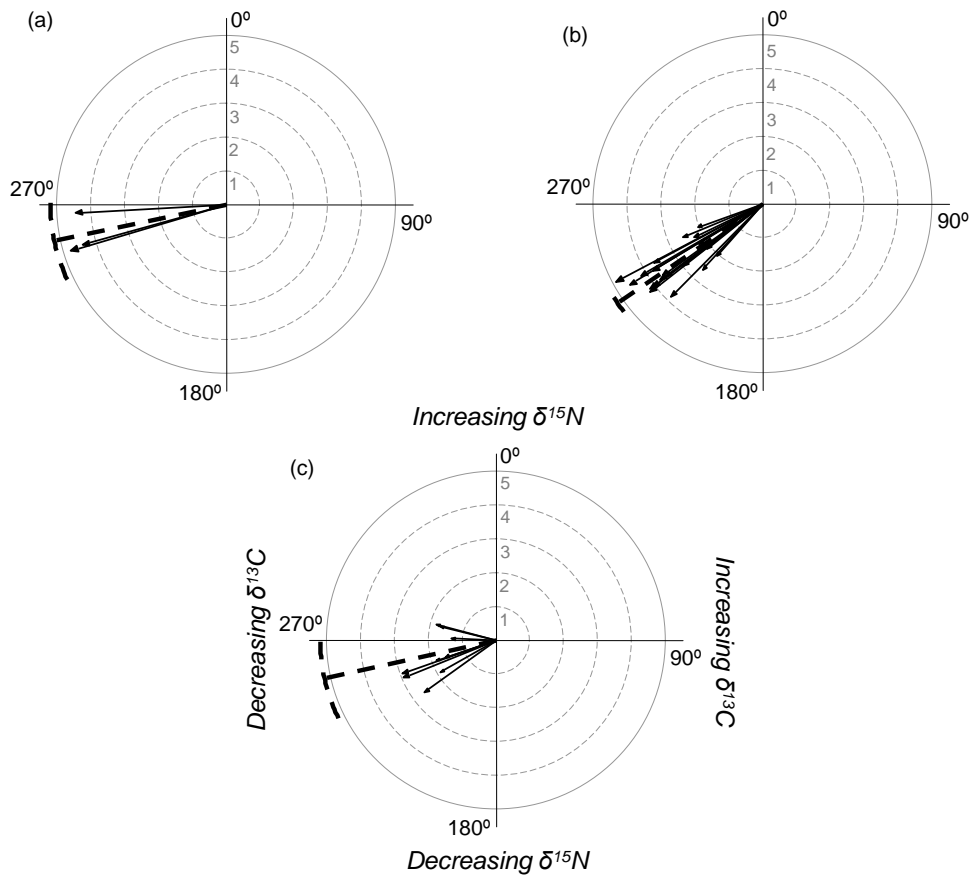 (a)
0º
5
4
3
2
1
270º
90º
180º
(b)
0º
5
4
3
2
1
270º
90º
180º
Increasing δ¹⁵N
(c)
0º
5
4
3
2
1
270º
90º
180º
Decreasing δ¹³C
Increasing δ¹³C
Decreasing δ¹⁵N